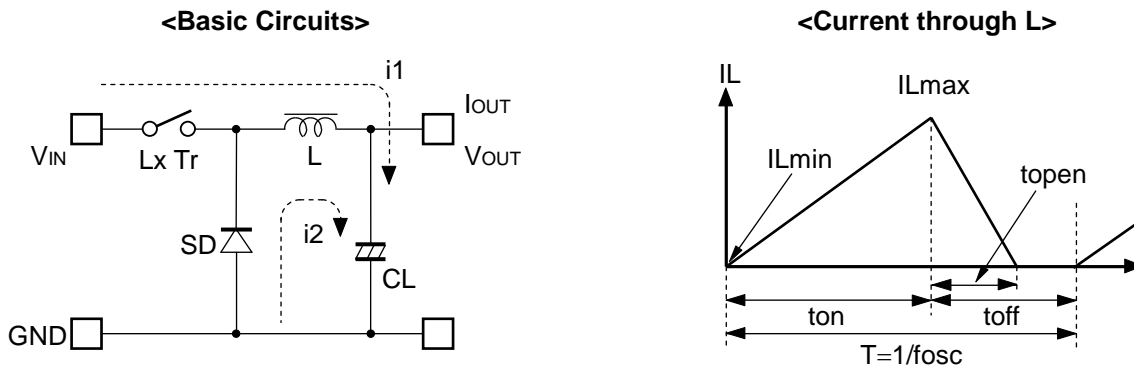 <Basic Circuits>
i1
VIN
Lx Tr
L
IOUT
VOUT
SD
i2
CL
GND
<Current through L>
IL
ILmax
ILmin
topen
ton
toff
T=1/fosc